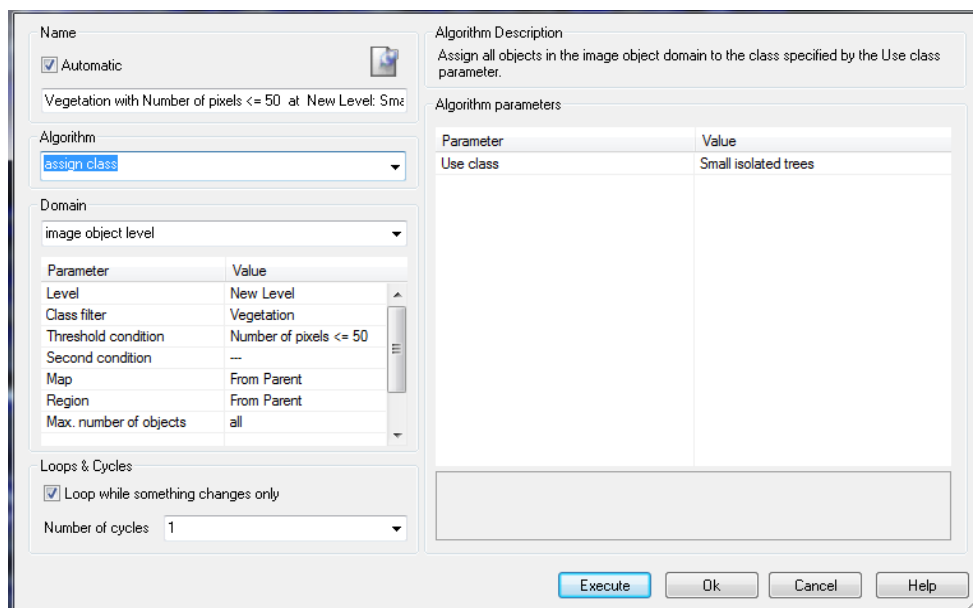 Name
Automatic
Vegetation with Number of pixels <= 50 at New Level: Sma
Algorithm
assign class
Domain
image object level
Parameter Value
Level New Level
Class filter Vegetation
Threshold condition Number of pixels <= 50
Second condition ---
Map From Parent
Region From Parent
Max. number of objects all
Loops & Cycles
Loop while something changes only
Number of cycles 1
Algorithm Description
Assign all objects in the image object domain to the class specified by the Use class
parameter.
Algorithm parameters
Parameter Value
Use class Small isolated trees
Execute Ok Cancel Help